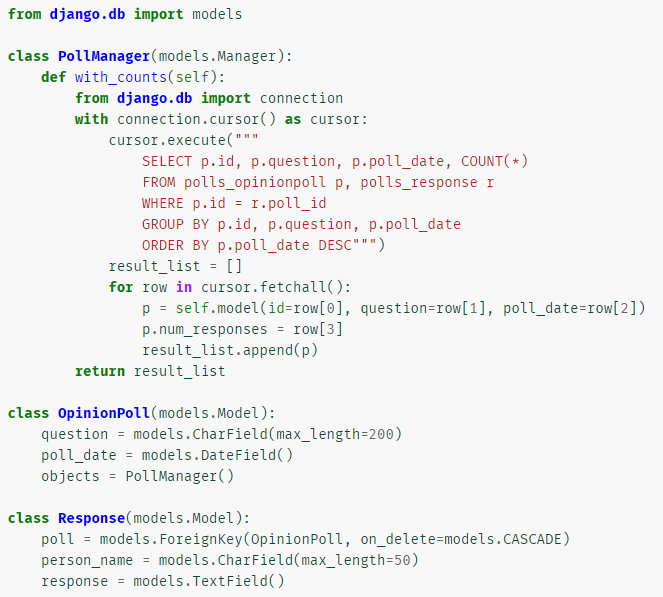 from django.db import models

class PollManager(models.Manager):
    def with_counts(self):
        from django.db import connection
        with connection.cursor() as cursor:
            cursor.execute("""
                SELECT p.id, p.question, p.poll_date, COUNT(*)
                FROM polls_opinionpoll p, polls_response r
                WHERE p.id = r.poll_id
                GROUP BY p.id, p.question, p.poll_date
                ORDER BY p.poll_date DESC""")
            result_list = []
            for row in cursor.fetchall():
                p = self.model(id=row[0], question=row[1], poll_date=row[2])
                p.num_responses = row[3]
                result_list.append(p)
        return result_list

class OpinionPoll(models.Model):
    question = models.CharField(max_length=200)
    poll_date = models.DateField()
    objects = PollManager()

class Response(models.Model):
    poll = models.ForeignKey(OpinionPoll, on_delete=models.CASCADE)
    person_name = models.CharField(max_length=50)
    response = models.TextField()